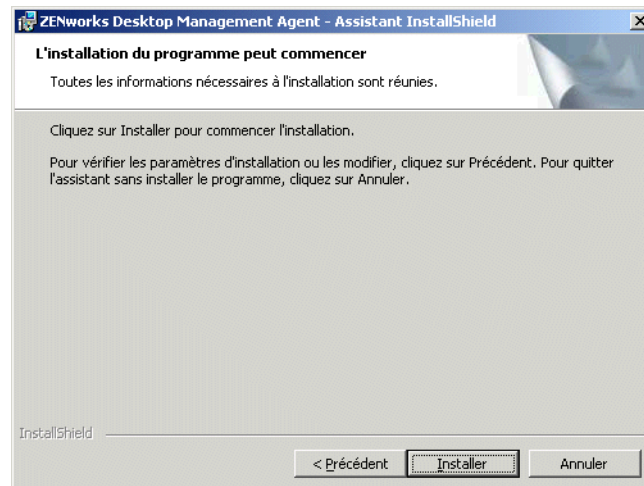 ZENworks Desktop Management Agent - Assistant InstallShield
L'installation du programme peut commencer
Toutes les informations nécessaires à l'installation sont réunies.
Cliquez sur Installer pour commencer l'installation.
Pour vérifier les paramètres d'installation ou les modifier, cliquez sur Précédent. Pour quitter
l'assistant sans installer le programme, cliquez sur Annuler.
InstallShield
< Précédent Installer Annuler